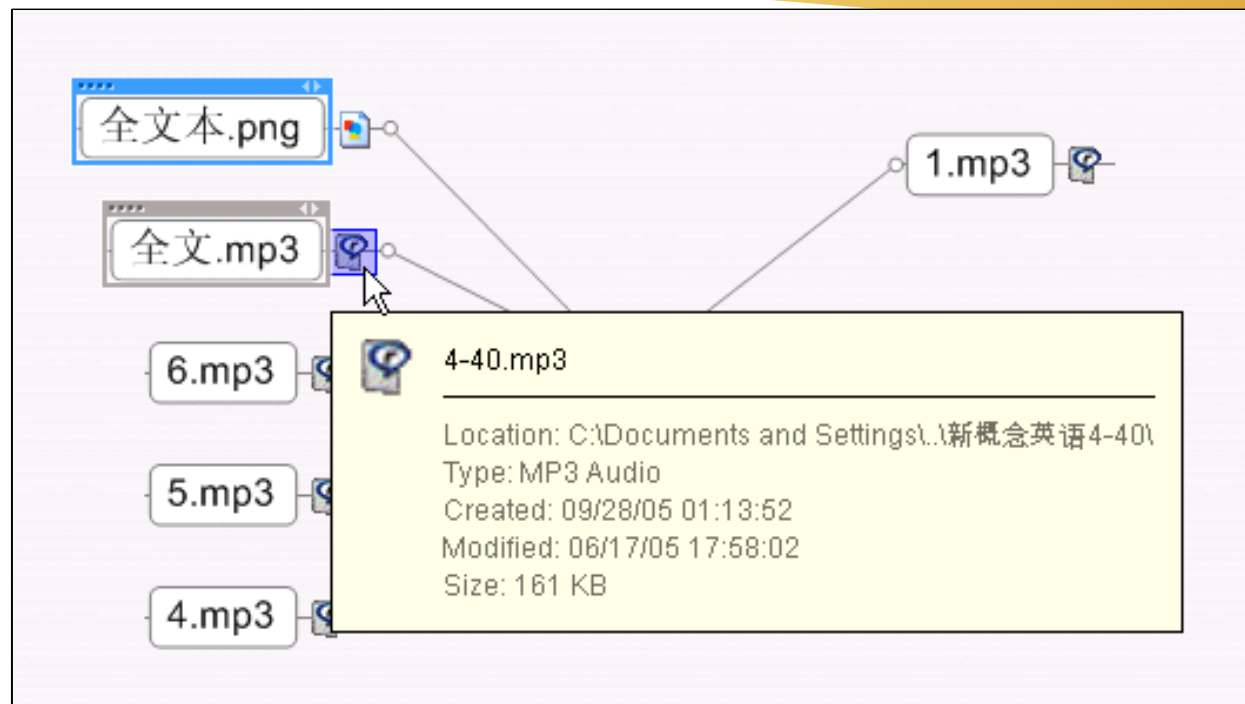 全文本.png
1.mp3
全文.mp3
6.mp3
5.mp3
4.mp3
4-40.mp3
Location: C:\Documents and Settings\..\新概念英语4-40\
Type: MP3 Audio
Created: 09/28/05 01:13:52
Modified: 06/17/05 17:58:02
Size: 161 KB